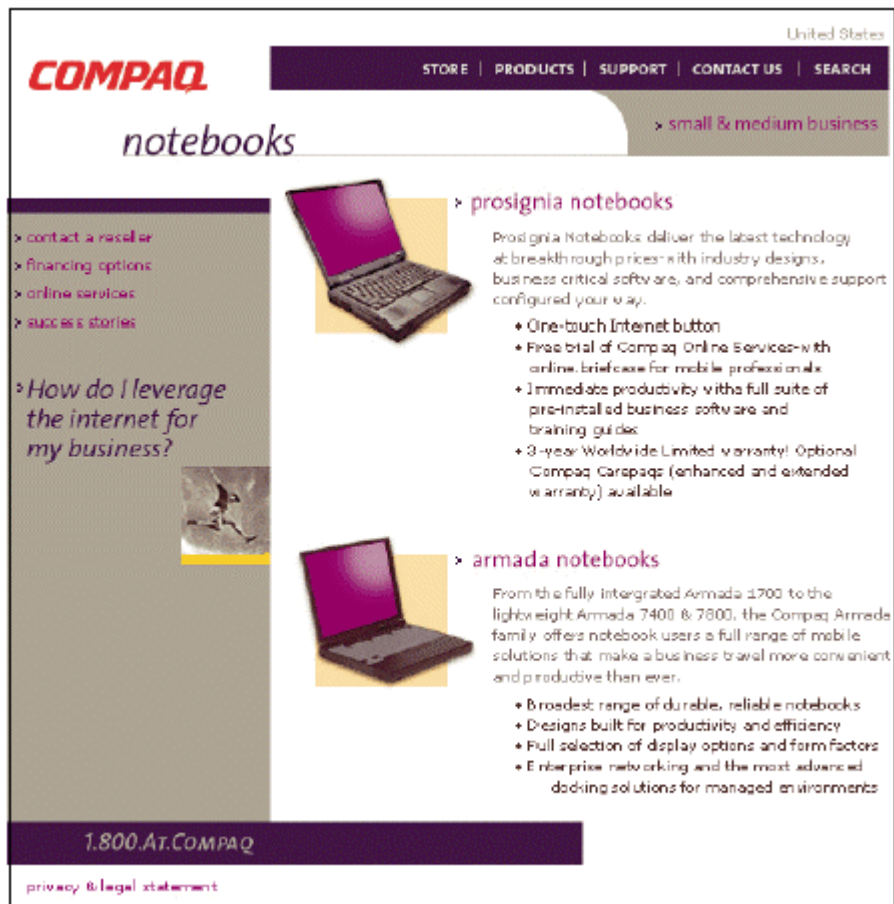 United States
COMPAQ
STORE | PRODUCTS | SUPPORT | CONTACT US | SEARCH
notebooks
> small & medium business
> contact a reseller
> financing options
> online services
> success stories
> How do I leverage
the internet for
my business?
> prosignia notebooks
Prosignia Notebooks deliver the latest technology
at breakthrough prices-with industry designs,
business critical software, and comprehensive support
configured your way.
• One-touch Internet button
• Free trial of Compaq Online Services-with
online.briefcase for mobile professionals
• Immediate productivity witha full suite of
pre-installed business software and
training guides
• 3-year Worldwide Limited warranty! Optional
Compaq Carepaqs (enhanced and extended
warranty) available
> armada notebooks
From the fully intergrated Armada 1700 to the
lightweight Armada 7400 & 7800, the Compaq Armada
family offers notebook users a full range of mobile
solutions that make a business travel more convenient
and productive than ever.
• Broadest range of durable, reliable notebooks
• Designs built for productivity and efficiency
• Full selection of display options and form factors
• Enterprise networking and the most advanced
docking solutions for managed environments
1.800.AT.COMPAQ
privacy & legal statement